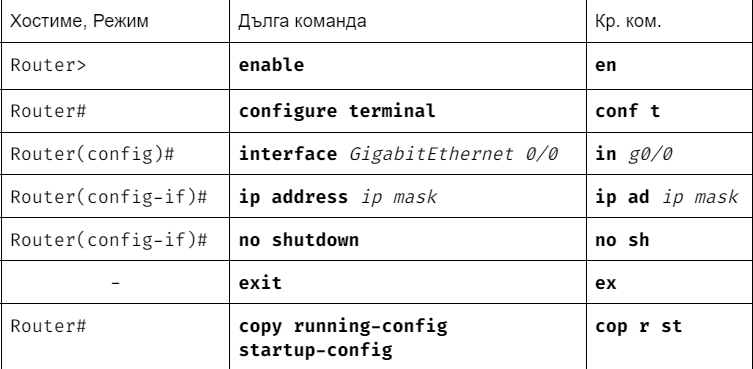 Хостиме, Режим Дълга команда Кр. ком.
Router> enable en
Router# configure terminal conf t
Router(config)# interface GigabitEthernet 0/0 in g0/0
Router(config-if)# ip address ip mask ip ad ip mask
Router(config-if)# no shutdown no sh
- exit ex
Router# copy running-config cop r st
startup-config